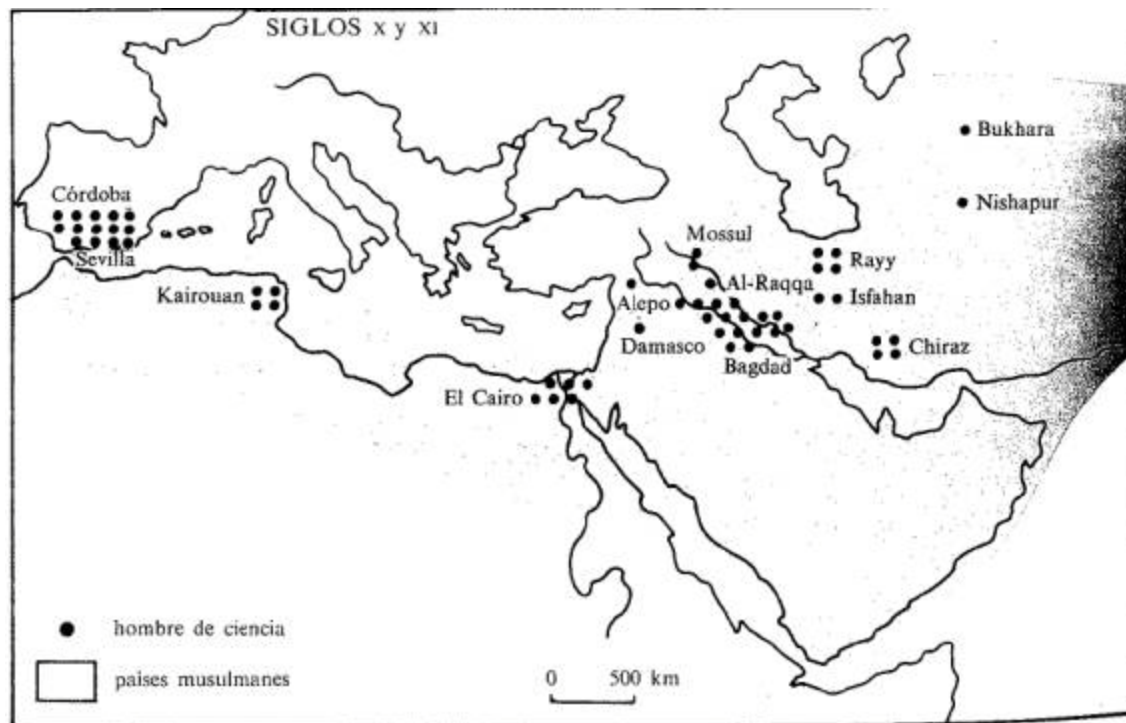 SIGLOS X y XI
Bukhara
Córdoba
Nishapur
Mossul
Sevilla
Rayy
Kairouan
Al-Raqqa
Alepo
Isfahan
Damasco
Chiraz
Bagdad
El Cairo
hombre de ciencia
países musulmanes
0 500 km